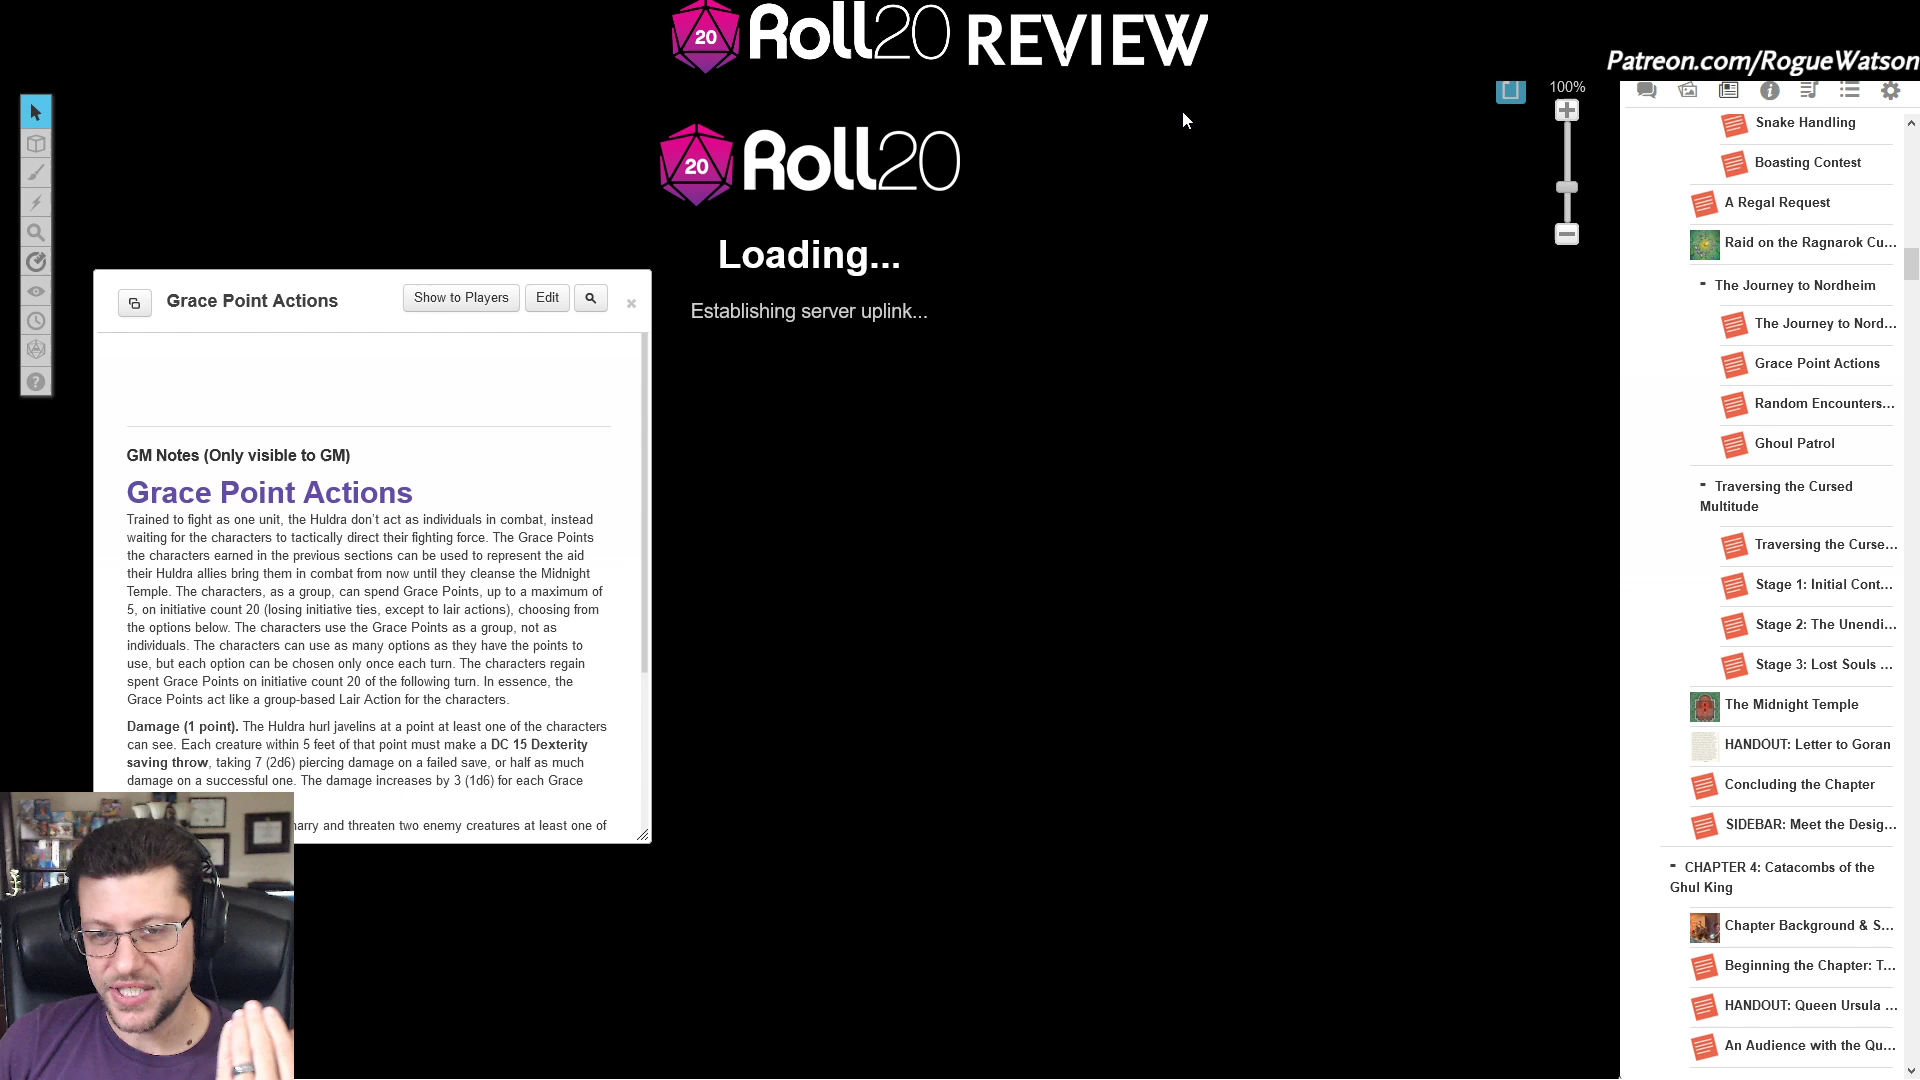 20 Roll20 REVIEW
Patreon.com/RogueWatson
100%
20 Roll20
Loading...
Establishing server uplink...
Grace Point Actions
Show to Players
Edit
GM Notes (Only visible to GM)
Grace Point Actions
Trained to fight as one unit, the Huldra don't act as individuals in combat, instead
waiting for the characters to tactically direct their fighting force. The Grace Points
the characters earned in the previous sections can be used to represent the aid
their Huldra allies bring them in combat from now until they cleanse the Midnight
Temple. The characters, as a group, can spend Grace Points, up to a maximum of
5, on initiative count 20 (losing initiative ties, except to lair actions), choosing from
the options below. The characters use the Grace Points as a group, not as
individuals. The characters can use as many options as they have the points to
use, but each option can be chosen only once each turn. The characters regain
spent Grace Points on initiative count 20 of the following turn. In essence, the
Grace Points act like a group-based Lair Action for the characters.
Damage (1 point). The Huldra hurl javelins at a point at least one of the characters
can see. Each creature within 5 feet of that point must make a DC 15 Dexterity
saving throw, taking 7 (2d6) piercing damage on a failed save, or half as much
damage on a successful one. The damage increases by 3 (1d6) for each Grace
harry and threaten two enemy creatures at least one of
Snake Handling
Boasting Contest
A Regal Request
Raid on the Ragnarok Cu...
- The Journey to Nordheim
The Journey to Nord...
Grace Point Actions
Random Encounters...
Ghoul Patrol
- Traversing the Cursed
Multitude
Traversing the Curse...
Stage 1: Initial Cont...
Stage 2: The Unendi...
Stage 3: Lost Souls ...
The Midnight Temple
HANDOUT: Letter to Goran
Concluding the Chapter
SIDEBAR: Meet the Desig...
- CHAPTER 4: Catacombs of the
Ghul King
Chapter Background & S...
Beginning the Chapter: T...
HANDOUT: Queen Ursula ...
An Audience with the Qu...